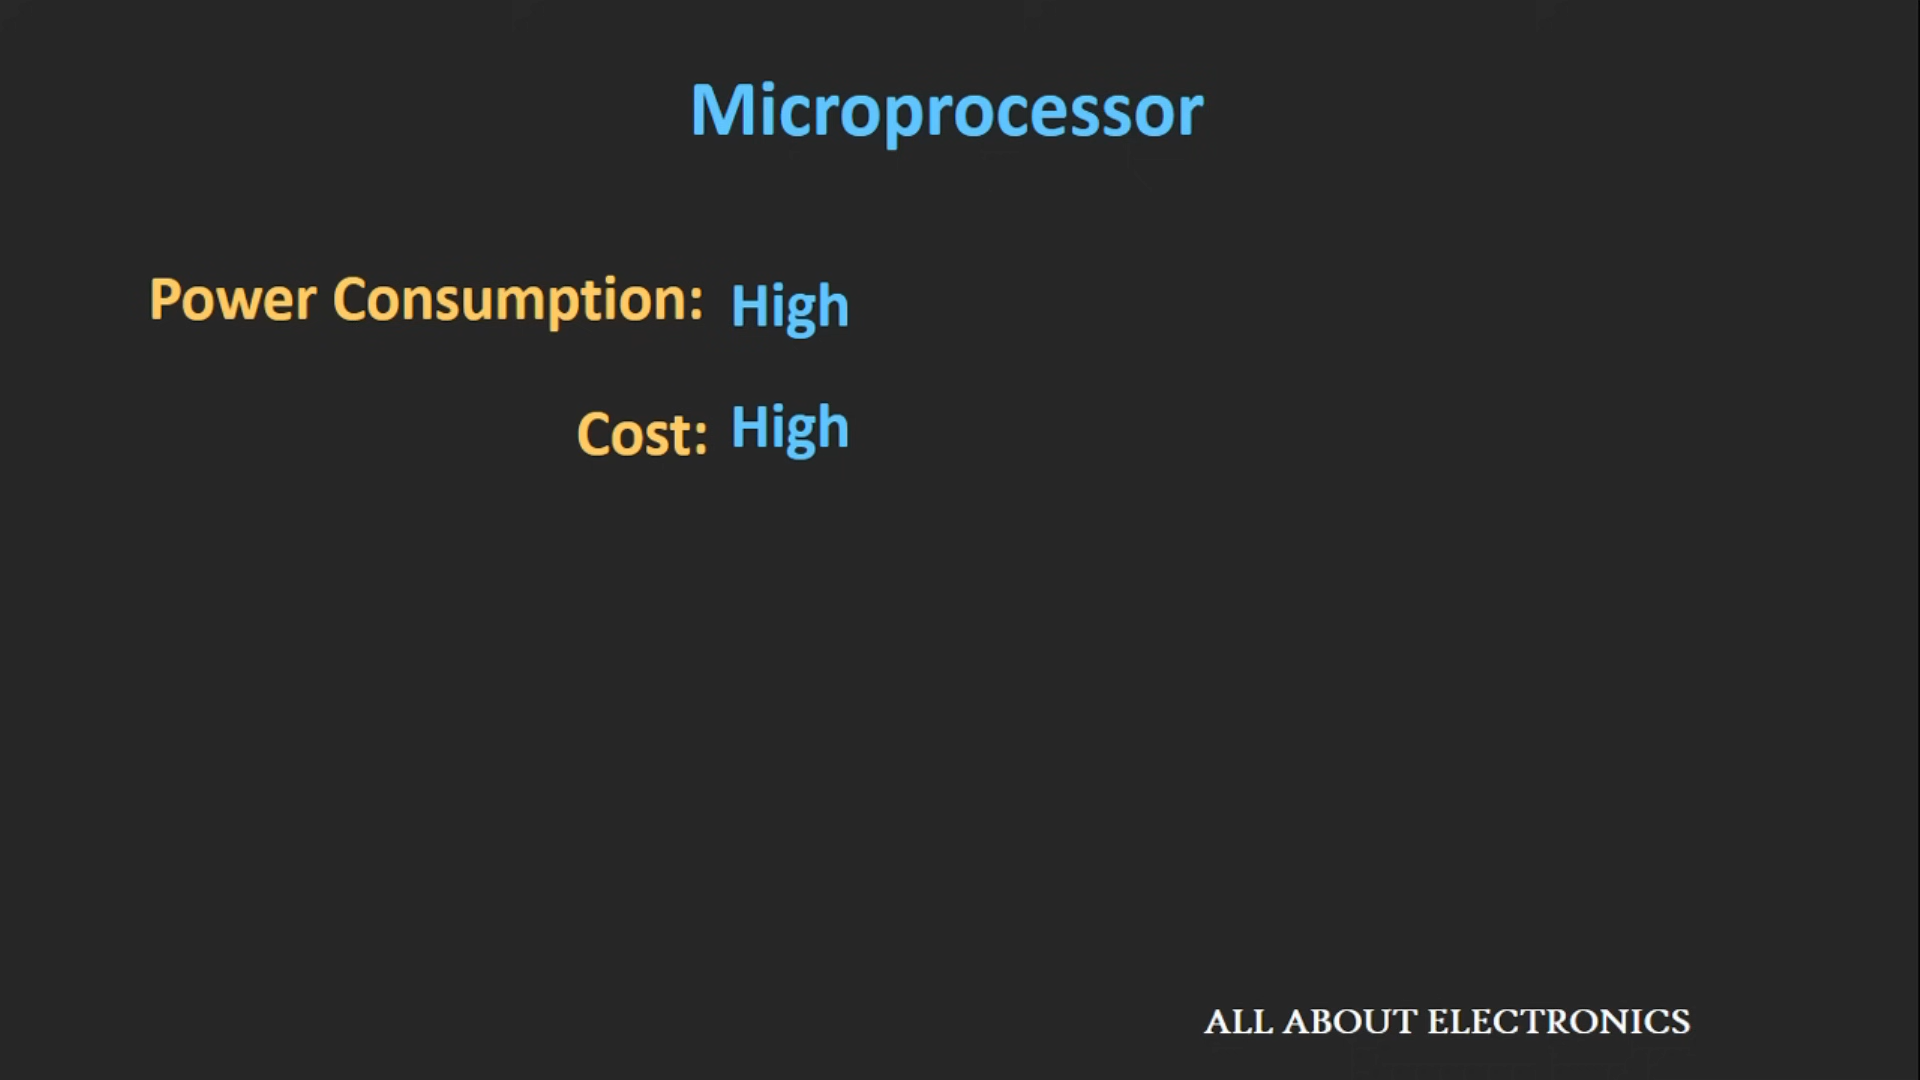 Microprocessor
Power Consumption: High
Cost: High
ALL ABOUT ELECTRONICS